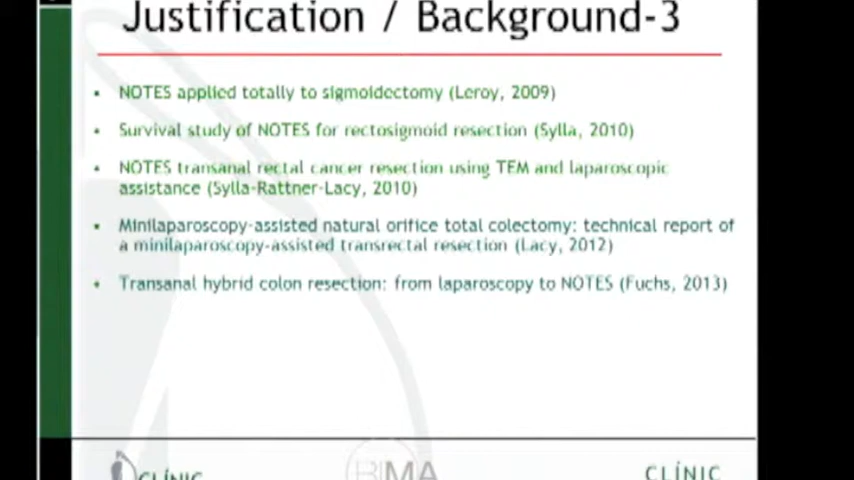 Justification / Background-3
• NOTES applied totally to sigmoidectomy (Leroy, 2009)
• Survival study of NOTES for rectosigmoid resection (Sylla, 2010)
• NOTES transanal rectal cancer resection using TEM and laparoscopic
assistance (Sylla-Rattner-Lacy, 2010)
• Minilaparoscopy-assisted natural orifice total colectomy: technical report of
a minilaparoscopy-assisted transrectal resection (Lacy, 2012)
• Transanal hybrid colon resection: from laparoscopy to NOTES (Fuchs, 2013)
CLÍNIC
BIMA
CLÍNIC